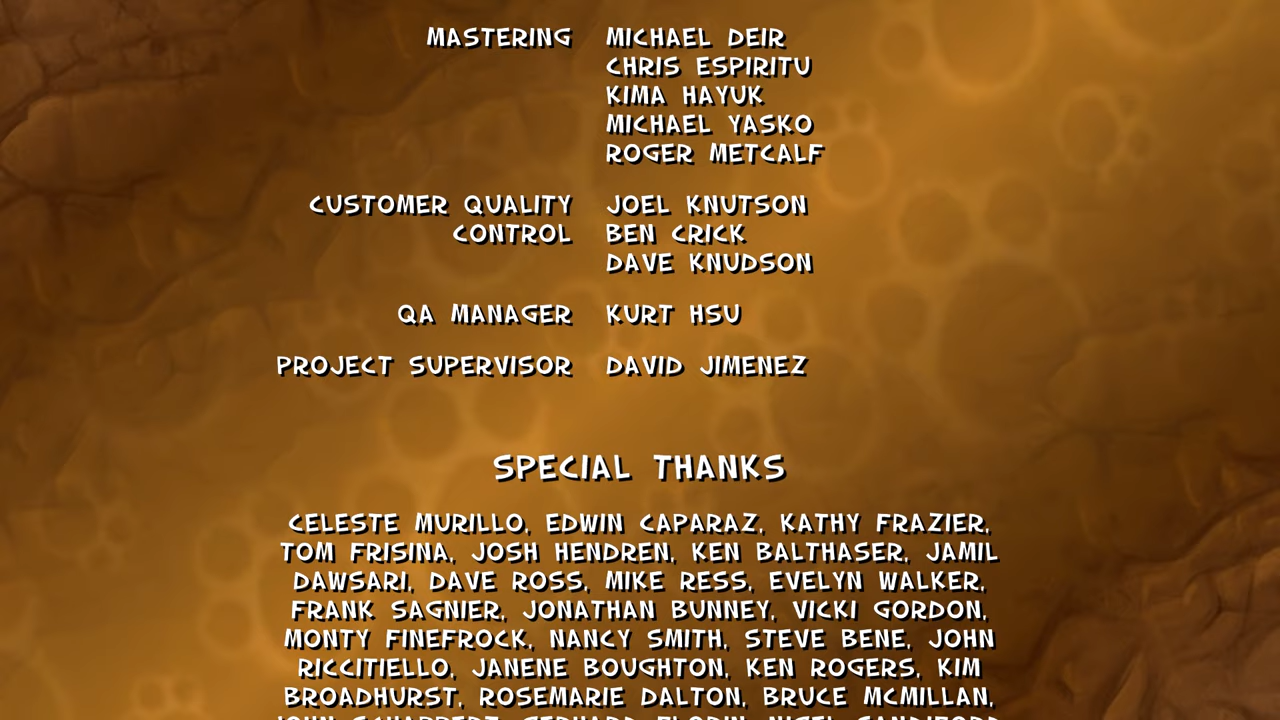 MASTERING MICHAEL DEIR
CHRIS ESPIRITU
KIMA HAYUK
MICHAEL YASKO
ROGER METCALF
CUSTOMER QUALITY JOEL KNUTSON
CONTROL BEN CRICK
DAVE KNUDSON
QA MANAGER KURT HSU
PROJECT SUPERVISOR DAVID JIMENEZ
SPECIAL THANKS
CELESTE MURILLO, EDWIN CAPARAZ, KATHY FRAZIER,
TOM FRISINA, JOSH HENDREN, KEN BALTHASER, JAMIL
DAWSARI, DAVE ROSS, MIKE RESS, EVELYN WALKER,
FRANK SAGNIER, JONATHAN BUNNEY, VICKI GORDON,
MONTY FINEFROCK, NANCY SMITH, STEVE BENE, JOHN
RICCITIELLO, JANENE BOUGHTON, KEN ROGERS, KIM
BROADHURST, ROSEMARIE DALTON, BRUCE MCMILLAN,